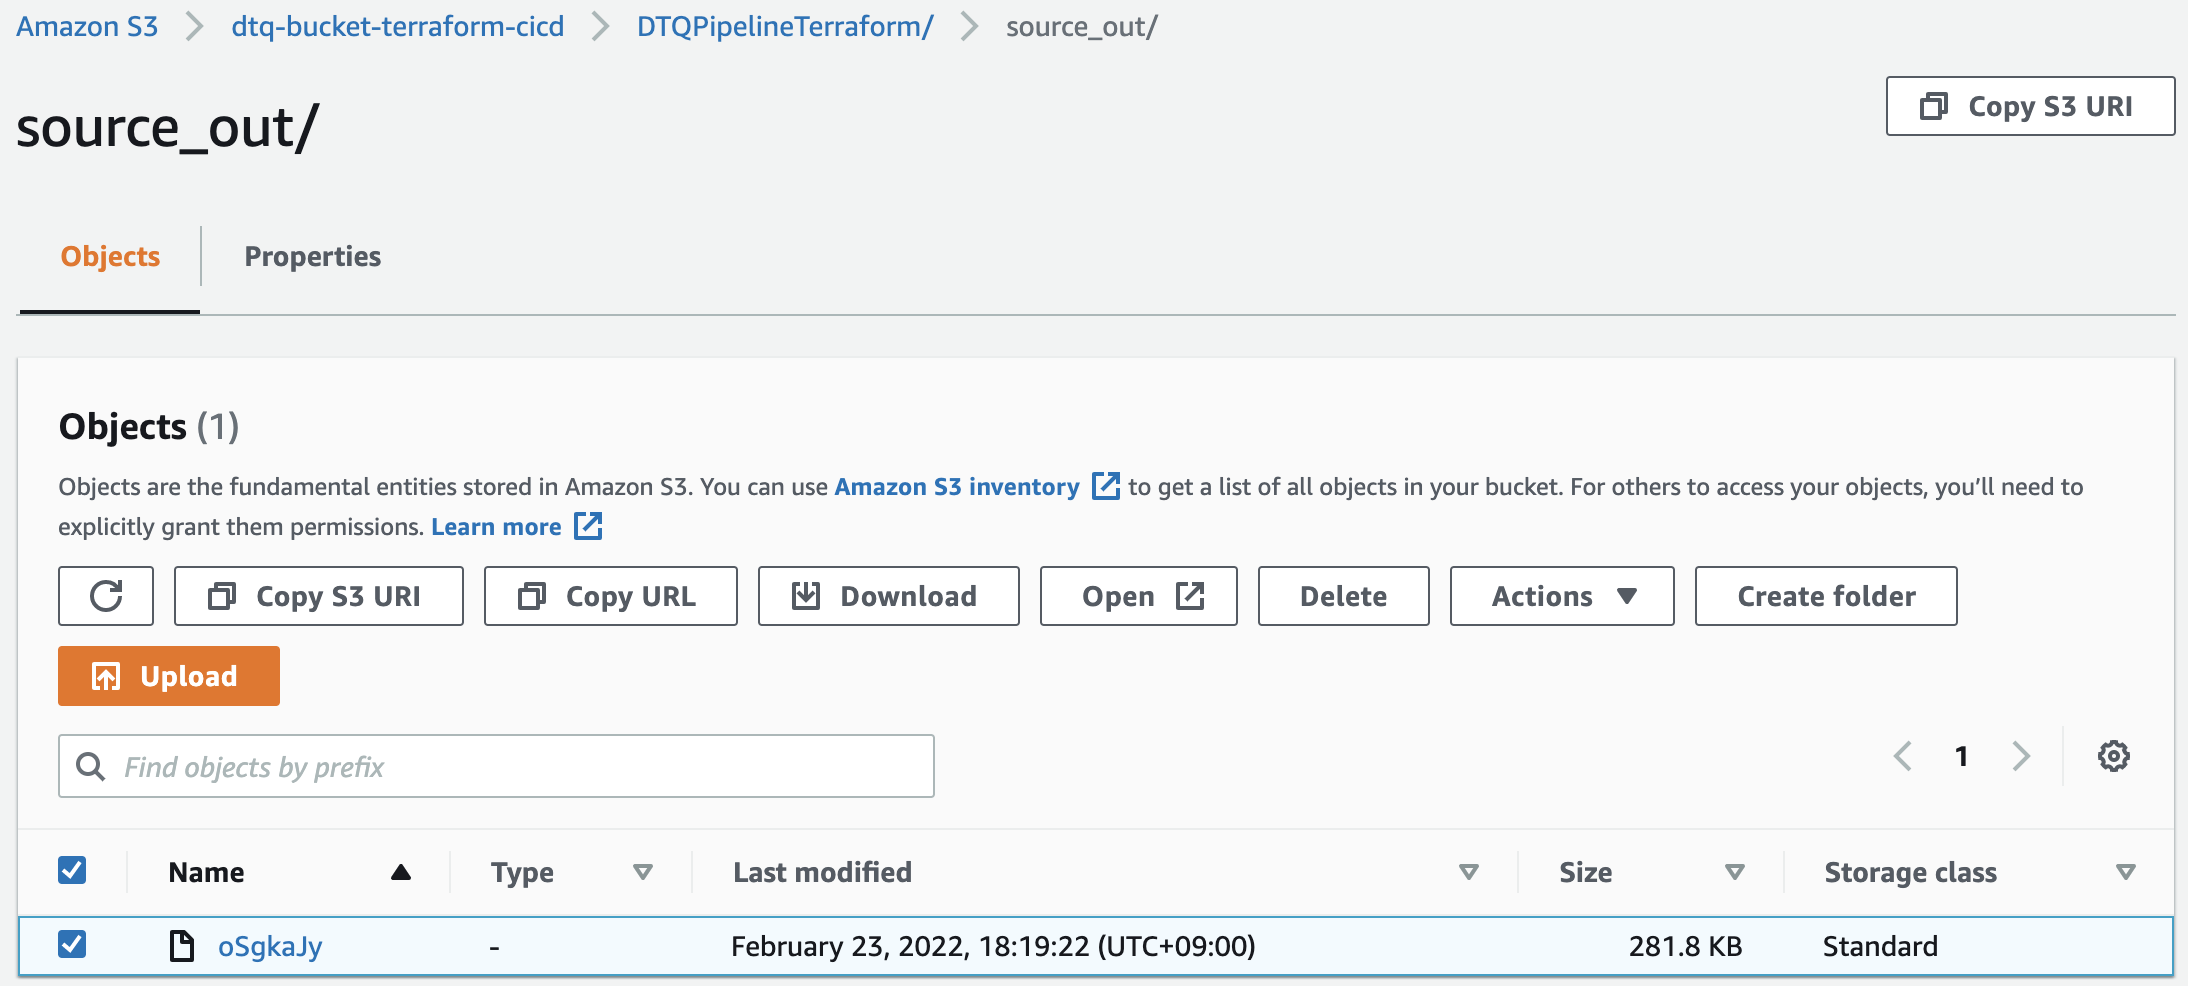 Amazon S3 > dtq-bucket-terraform-cicd > DTQPipelineTerraform/ > source_out/
source_out/
Copy S3 URI
Objects
Properties
Objects (1)
Objects are the fundamental entities stored in Amazon S3. You can use Amazon S3 inventory to get a list of all objects in your bucket. For others to access your objects, you’ll need to
explicitly grant them permissions. Learn more
Copy S3 URI
Copy URL
Download
Open
Delete
Actions
Create folder
Upload
Find objects by prefix
1
Name Type Last modified Size Storage class
oSgkaJy - February 23, 2022, 18:19:22 (UTC+09:00) 281.8 KB Standard